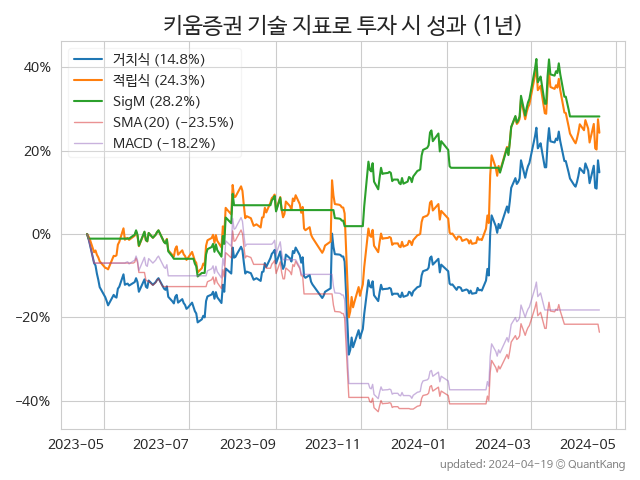 키움증권 기술 지표로 투자 시 성과 (1년)
거치식 (14.8%)
적립식 (24.3%)
SigM (28.2%)
SMA(20) (−23.5%)
MACD (−18.2%)
40%
20%
0%
−20%
−40%
2023-05 2023-07 2023-09 2023-11 2024-01 2024-03 2024-05
updated: 2024-04-19 © QuantKang